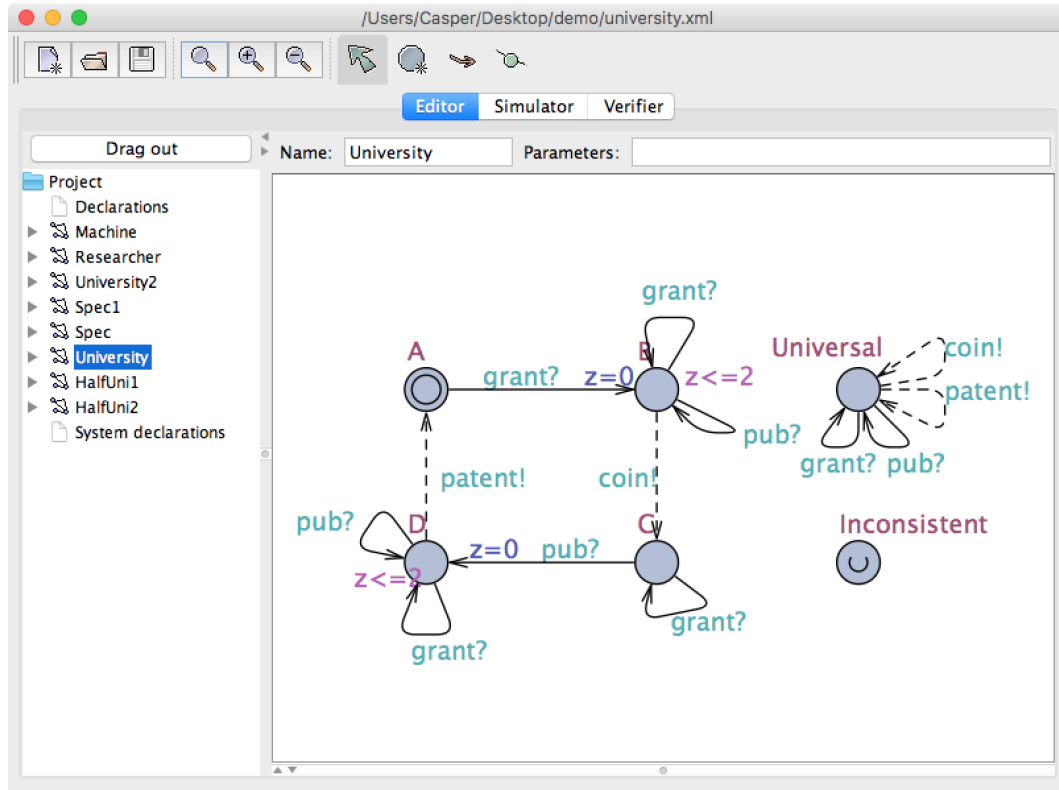 /Users/Casper/Desktop/demo/university.xml
Editor Simulator Verifier
Drag out
Name: University Parameters:
Project
Declarations
Machine
Researcher
University2
Spec1
Spec
University
HalfUni1
HalfUni2
System declarations
grant?
A B Universal coin!
grant? z=0 z<=2 patent!
pub?
grant? pub?
patent! coin!
pub? D C Inconsistent
z=0 pub?
z<=2
grant?
grant?